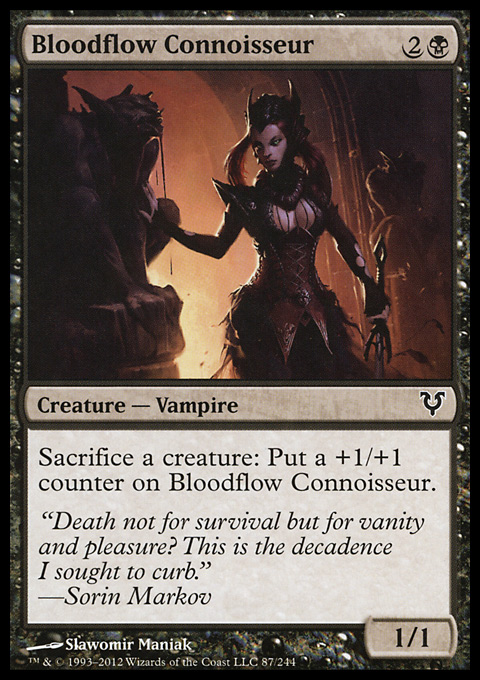 Bloodflow Connoisseur 2
Creature — Vampire
Sacrifice a creature: Put a +1/+1
counter on Bloodflow Connoisseur.
“Death not for survival but for vanity
and pleasure? This is the decadence
I sought to curb.”
—Sorin Markov
1/1
Slawomir Maniak
™ & © 1993–2012 Wizards of the Coast LLC 87/244